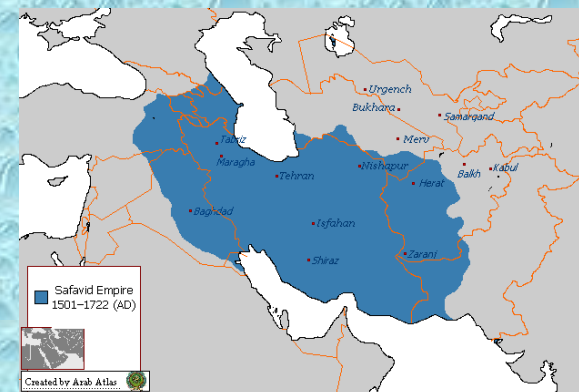 Urgench
Bukhara
Samarqand
Merv
Tabriz
Maragha
Nishapur
Balkh
Kabul
Tehran
Herat
Baghdad
Isfahan
Zarani
Shiraz
Safavid Empire
1501–1722 (AD)
Created by Arab Atlas